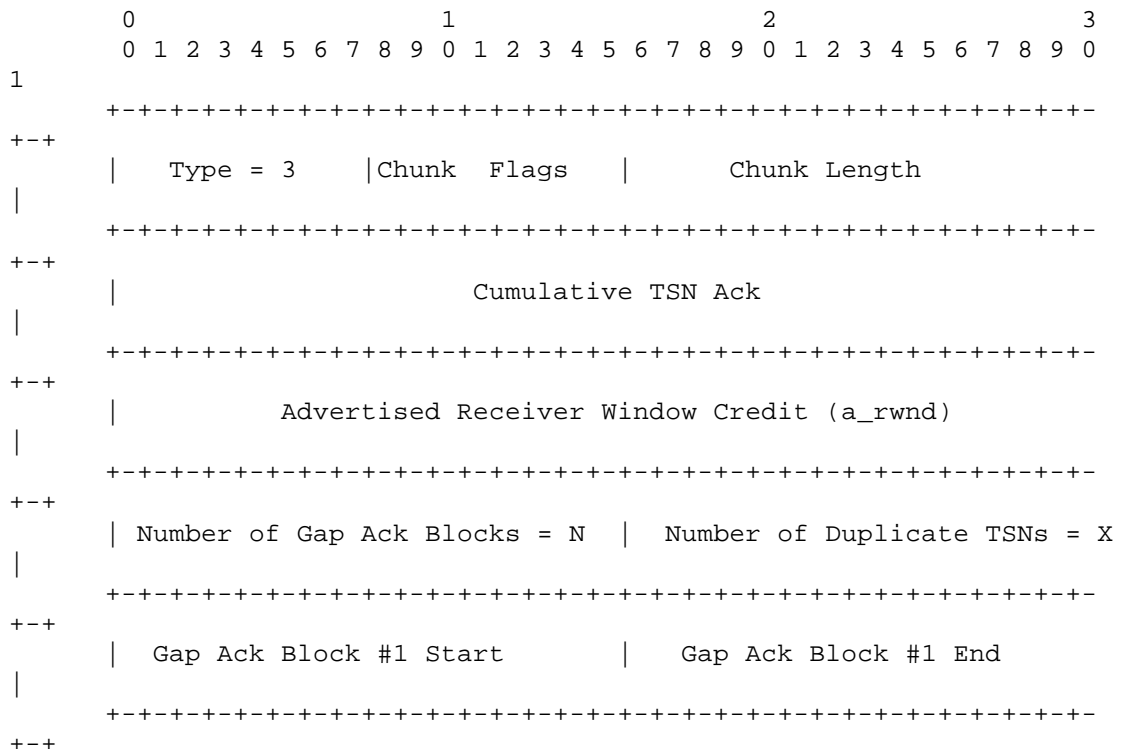 0                   1                   2                   3
0 1 2 3 4 5 6 7 8 9 0 1 2 3 4 5 6 7 8 9 0 1 2 3 4 5 6 7 8 9 0
1
+-+-+-+-+-+-+-+-+-+-+-+-+-+-+-+-+-+-+-+-+-+-+-+-+-+-+-+-+-+-+-
+-+
|   Type = 3    |Chunk  Flags   |      Chunk Length
|
+-+-+-+-+-+-+-+-+-+-+-+-+-+-+-+-+-+-+-+-+-+-+-+-+-+-+-+-+-+-+-
+-+
|                      Cumulative TSN Ack
|
+-+-+-+-+-+-+-+-+-+-+-+-+-+-+-+-+-+-+-+-+-+-+-+-+-+-+-+-+-+-+-
+-+
|          Advertised Receiver Window Credit (a_rwnd)
|
+-+-+-+-+-+-+-+-+-+-+-+-+-+-+-+-+-+-+-+-+-+-+-+-+-+-+-+-+-+-+-
+-+
| Number of Gap Ack Blocks = N  |  Number of Duplicate TSNs = X
|
+-+-+-+-+-+-+-+-+-+-+-+-+-+-+-+-+-+-+-+-+-+-+-+-+-+-+-+-+-+-+-
+-+
|  Gap Ack Block #1 Start       |   Gap Ack Block #1 End
|
+-+-+-+-+-+-+-+-+-+-+-+-+-+-+-+-+-+-+-+-+-+-+-+-+-+-+-+-+-+-+-
+-+